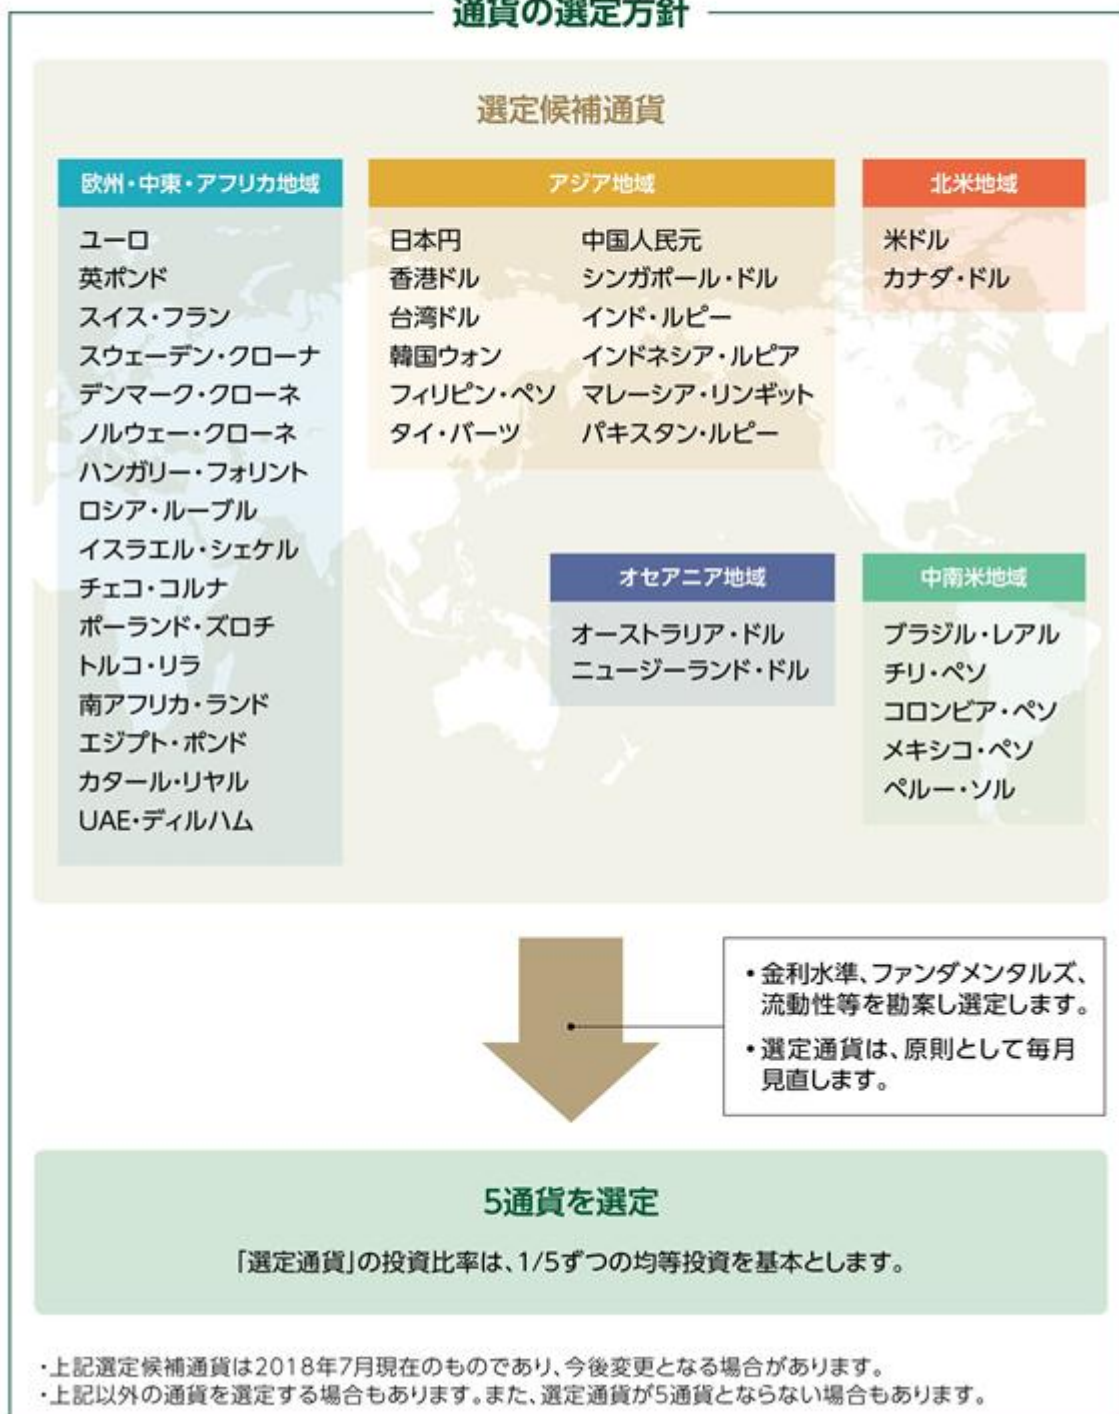 通貨の選定方針
選定候補通貨
欧州・中東・アフリカ地域
ユーロ
英ポンド
スイス・フラン
スウェーデン・クローナ
デンマーク・クローネ
ノルウェー・クローネ
ハンガリー・フォリント
ロシア・ルーブル
イスラエル・シェケル
チェコ・コルナ
ポーランド・ズロチ
トルコ・リラ
南アフリカ・ランド
エジプト・ポンド
カタール・リヤル
UAE・ディルハム
アジア地域
日本円
香港ドル
台湾ドル
韓国ウォン
フィリピン・ペソ
タイ・バーツ
中国人民元
シンガポール・ドル
インド・ルピー
インドネシア・ルピア
マレーシア・リンギット
パキスタン・ルピー
北米地域
米ドル
カナダ・ドル
オセアニア地域
オーストラリア・ドル
ニュージーランド・ドル
中南米地域
ブラジル・レアル
チリ・ペソ
コロンビア・ペソ
メキシコ・ペソ
ペルー・ソル
・金利水準、ファンダメンタルズ、
流動性等を勘案し選定します。
・選定通貨は、原則として毎月
見直します。
5通貨を選定
「選定通貨」の投資比率は、1/5ずつの均等投資を基本とします。
・上記選定候補通貨は2018年7月現在のものであり、今後変更となる場合があります。
・上記以外の通貨を選定する場合もあります。また、選定通貨が5通貨とならない場合もあります。